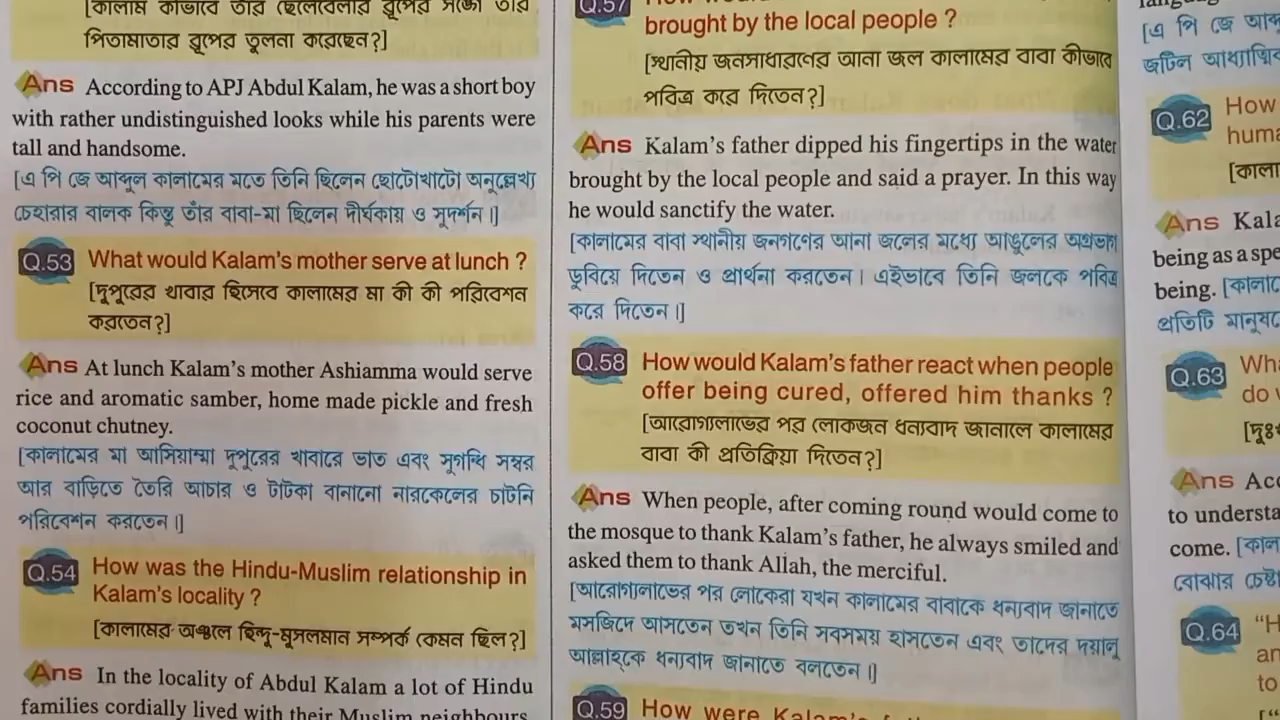 [কালাম কীভাবে তাঁর ছেলেবেলার রূপের সঙ্গে তাঁর
পিতামাতার রূপের তুলনা করেছেন?]
Ans According to APJ Abdul Kalam, he was a short boy
with rather undistinguished looks while his parents were
tall and handsome.
[এ পি জে আব্দুল কালামের মতে তিনি ছিলেন ছোটোখাটো অনুল্লেখ্য
চেহারার বালক কিন্তু তাঁর বাবা-মা ছিলেন দীর্ঘকায় ও সুদর্শন।]
Q.53 What would Kalam's mother serve at lunch ?
[দুপুরের খাবার হিসেবে কালামের মা কী কী পরিবেশন
করতেন?]
Ans At lunch Kalam's mother Ashiamma would serve
rice and aromatic samber, home made pickle and fresh
coconut chutney.
[কালামের মা আসিয়াম্মা দুপুরের খাবারে ভাত এবং সুগন্ধি সম্বর
আর বাড়িতে তৈরি আচার ও টাটকা বানানো নারকেলের চাটনি
পরিবেশন করতেন।]
Q.54 How was the Hindu-Muslim relationship in
Kalam's locality ?
[কালামের অঞ্চলে হিন্দু-মুসলমান সম্পর্ক কেমন ছিল?]
Ans In the locality of Abdul Kalam a lot of Hindu
families cordially lived with their Muslim neighbours.
Q.57
brought by the local people ?
[স্থানীয় জনসাধারণের আনা জল কালামের বাবা কীভাবে
পবিত্র করে দিতেন?]
Ans Kalam's father dipped his fingertips in the water
brought by the local people and said a prayer. In this way
he would sanctify the water.
[কালামের বাবা স্থানীয় জনগণের আনা জলের মধ্যে আঙুলের অগ্রভাগ
ডুবিয়ে দিতেন ও প্রার্থনা করতেন। এইভাবে তিনি জলকে পবিত্র
করে দিতেন।]
Q.58 How would Kalam's father react when people
offer being cured, offered him thanks ?
[আরোগ্যলাভের পর লোকজন ধন্যবাদ জানালে কালামের
বাবা কী প্রতিক্রিয়া দিতেন?]
Ans When people, after coming round would come to
the mosque to thank Kalam's father, he always smiled and
asked them to thank Allah, the merciful.
[আরোগ্যলাভের পর লোকেরা যখন কালামের বাবাকে ধন্যবাদ জানাতে
মসজিদে আসতেন তখন তিনি সবসময় হাসতেন এবং তাদের দয়ালু
আল্লাহ্‌কে ধন্যবাদ জানাতে বলতেন।]
Q.59 How were Kalam's
[এ পি জে
জটিল
Q.62 How
huma
[কালা
Ans Kala
being as a spe
being. [কালাে
প্রতিটি মানুষকে
Q.63 Wh
do
Ans Acc
to understa
come. [কাল
বোঝার চেষ্টা
Q.64 "H
an
to